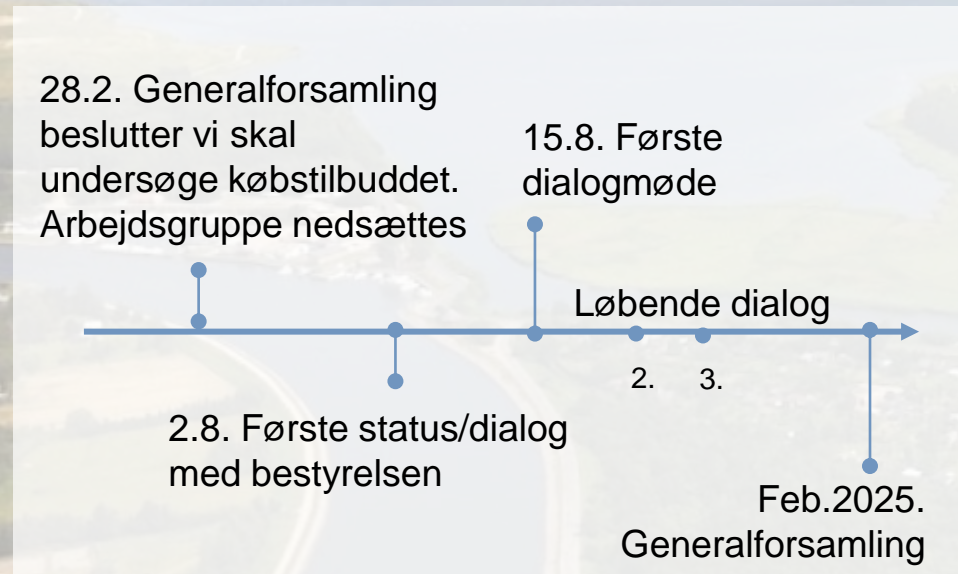 28.2. Generalforsamling
beslutter vi skal
undersøge købstilbuddet.
Arbejdsgruppe nedsættes
15.8. Første
dialogmøde
Løbende dialog
2.
3.
2.8. Første status/dialog
med bestyrelsen
Feb.2025.
Generalforsamling